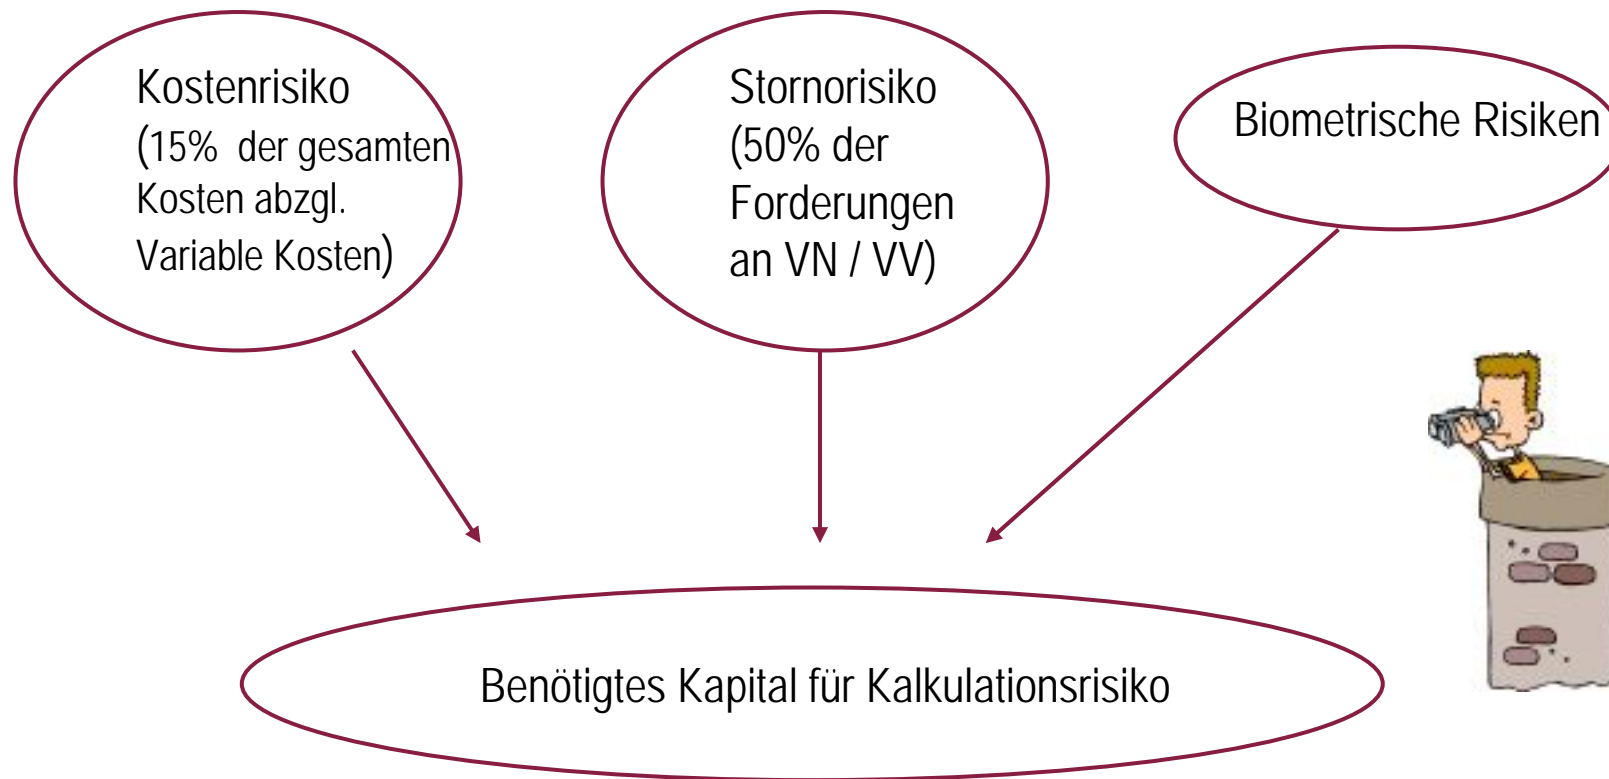 Kostenrisiko
(15% der gesamten
Kosten abzgl.
Variable Kosten)
Stornorisiko
(50% der
Forderungen
an VN / VV)
Biometrische Risiken
Benötigtes Kapital für Kalkulationsrisiko